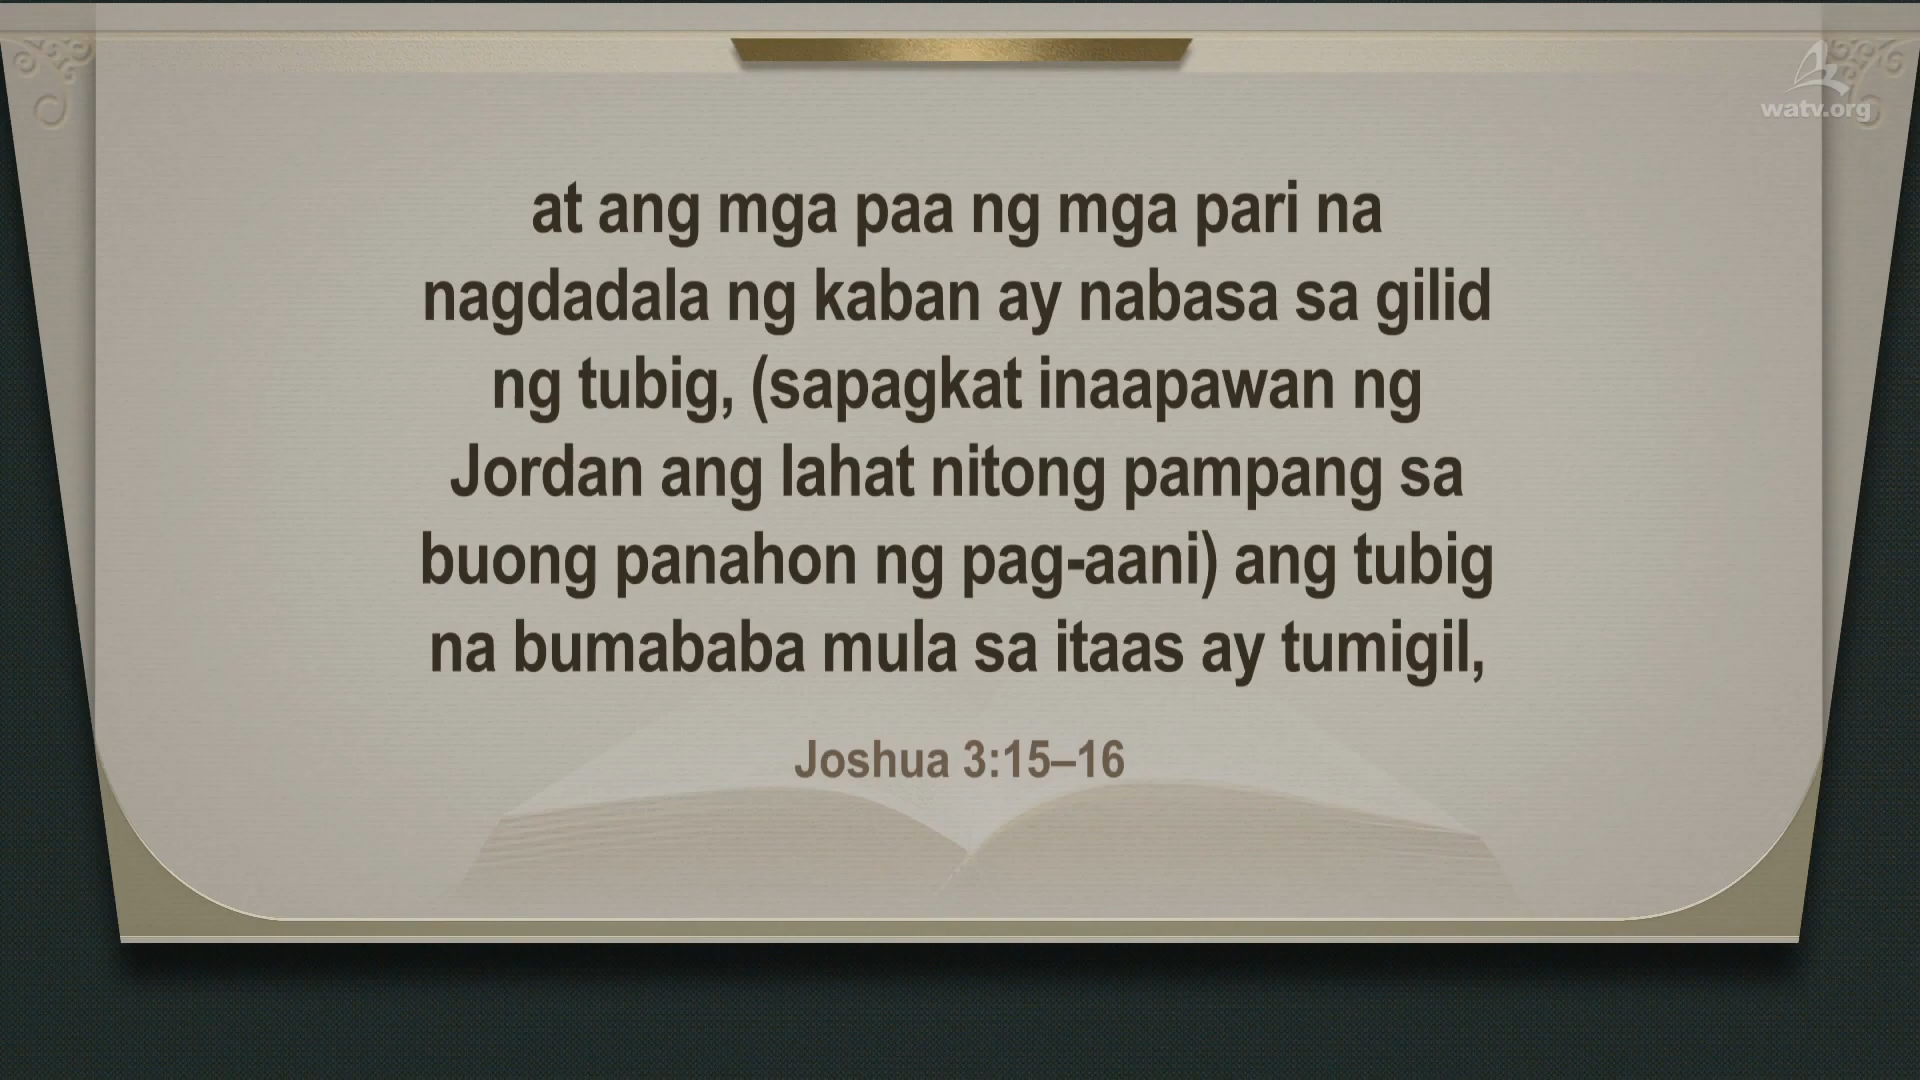 watv.org
at ang mga paa ng mga pari na
nagdadala ng kaban ay nabasa sa gilid
ng tubig, (sapagkat inaapawan ng
Jordan ang lahat nitong pampang sa
buong panahon ng pag-aani) ang tubig
na bumababa mula sa itaas ay tumigil,
Joshua 3:15–16